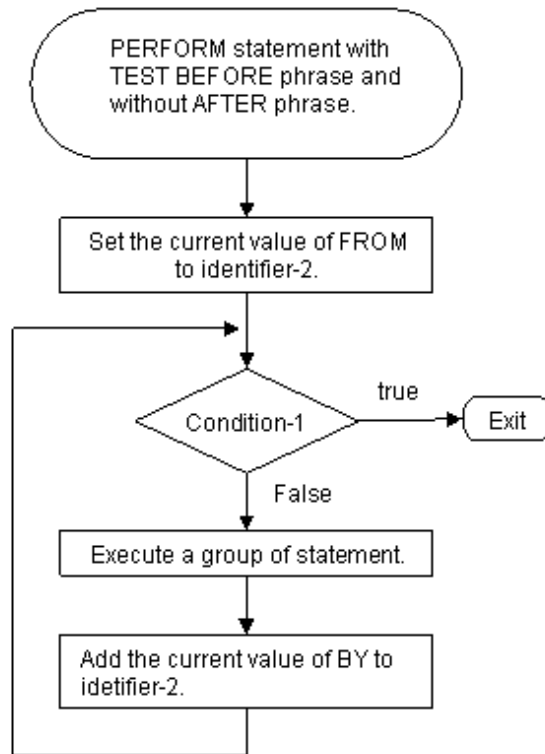 PERFORM statement with
TEST BEFORE phrase and
without AFTER phrase.
Set the current value of FROM
to identifier-2.
Condition-1
true
Exit
False
Execute a group of statement.
Add the current value of BY to
idetifier-2.